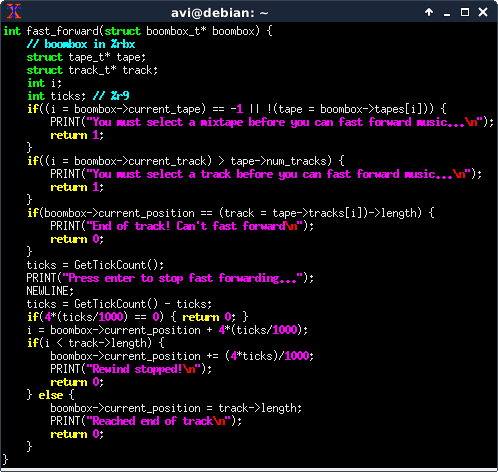 avi@debian: ~
int fast_forward(struct boombox_t* boombox) {
    // boombox in %rbx
    struct tape_t* tape;
    struct track_t* track;
    int i;
    int ticks; // %r9
    if((i = boombox->current_tape) == -1 || !(tape = boombox->tapes[i])) {
        PRINT("You must select a mixtape before you can fast forward music...\n");
        return 1;
    }
    if((i = boombox->current_track) > tape->num_tracks) {
        PRINT("You must select a track before you can fast forward music...\n");
        return 1;
    }
    if(boombox->current_position == (track = tape->tracks[i])->length) {
        PRINT("End of track! Can't fast forward\n");
        return 0;
    }
    ticks = GetTickCount();
    PRINT("Press enter to stop fast forwarding...");
    NEWLINE;
    ticks = GetTickCount() - ticks;
    if(4*(ticks/1000) == 0) { return 0; }
    i = boombox->current_position + 4*(ticks/1000);
    if(i < track->length) {
        boombox->current_position += (4*ticks)/1000;
        PRINT("Rewind stopped!\n");
        return 0;
    } else {
        boombox->current_position = track->length;
        PRINT("Reached end of track\n");
        return 0;
    }
}